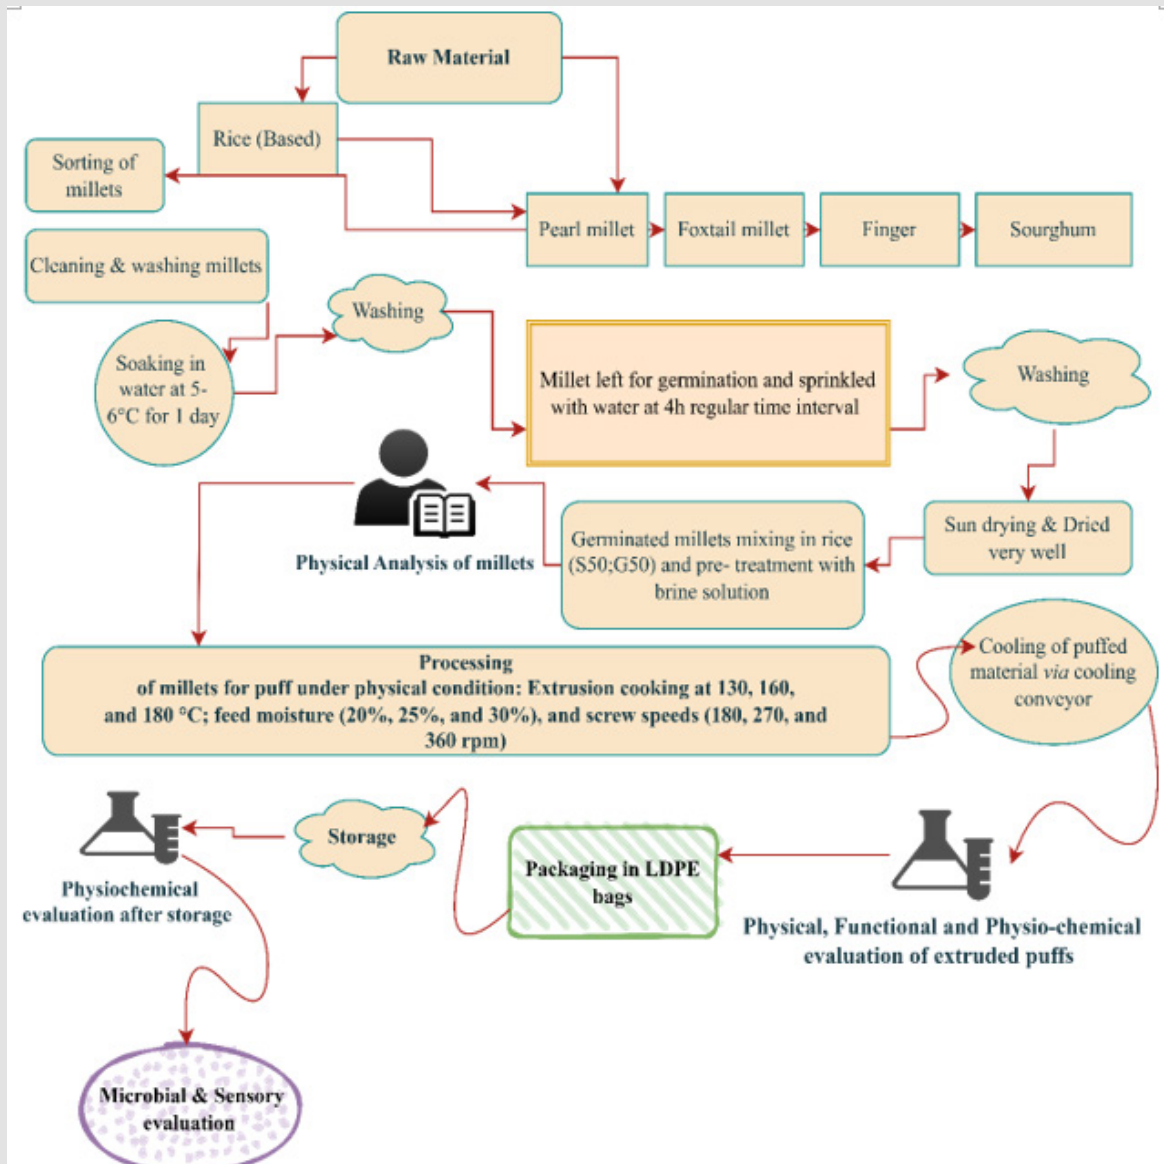 Raw Material
Rice (Based)
Sorting of
millets
Pearl millet
Foxtail millet
Finger
Sourghum
Cleaning & washing millets
Washing
Soaking in
water at 5-
6°C for 1 day
Millet left for germination and sprinkled
with water at 4h regular time interval
Washing
Sun drying & Dried
very well
Germinated millets mixing in rice
(S50;G50) and pre- treatment with
brine solution
Physical Analysis of millets
Processing
of millets for puff under physical condition: Extrusion cooking at 130, 160,
and 180 °C; feed moisture (20%, 25%, and 30%), and screw speeds (180, 270, and
360 rpm)
Cooling of puffed
material via cooling
conveyor
Physical, Functional and Physio-chemical
evaluation of extruded puffs
Packaging in LDPE
bags
Storage
Physiochemical
evaluation after storage
Microbial & Sensory
evaluation